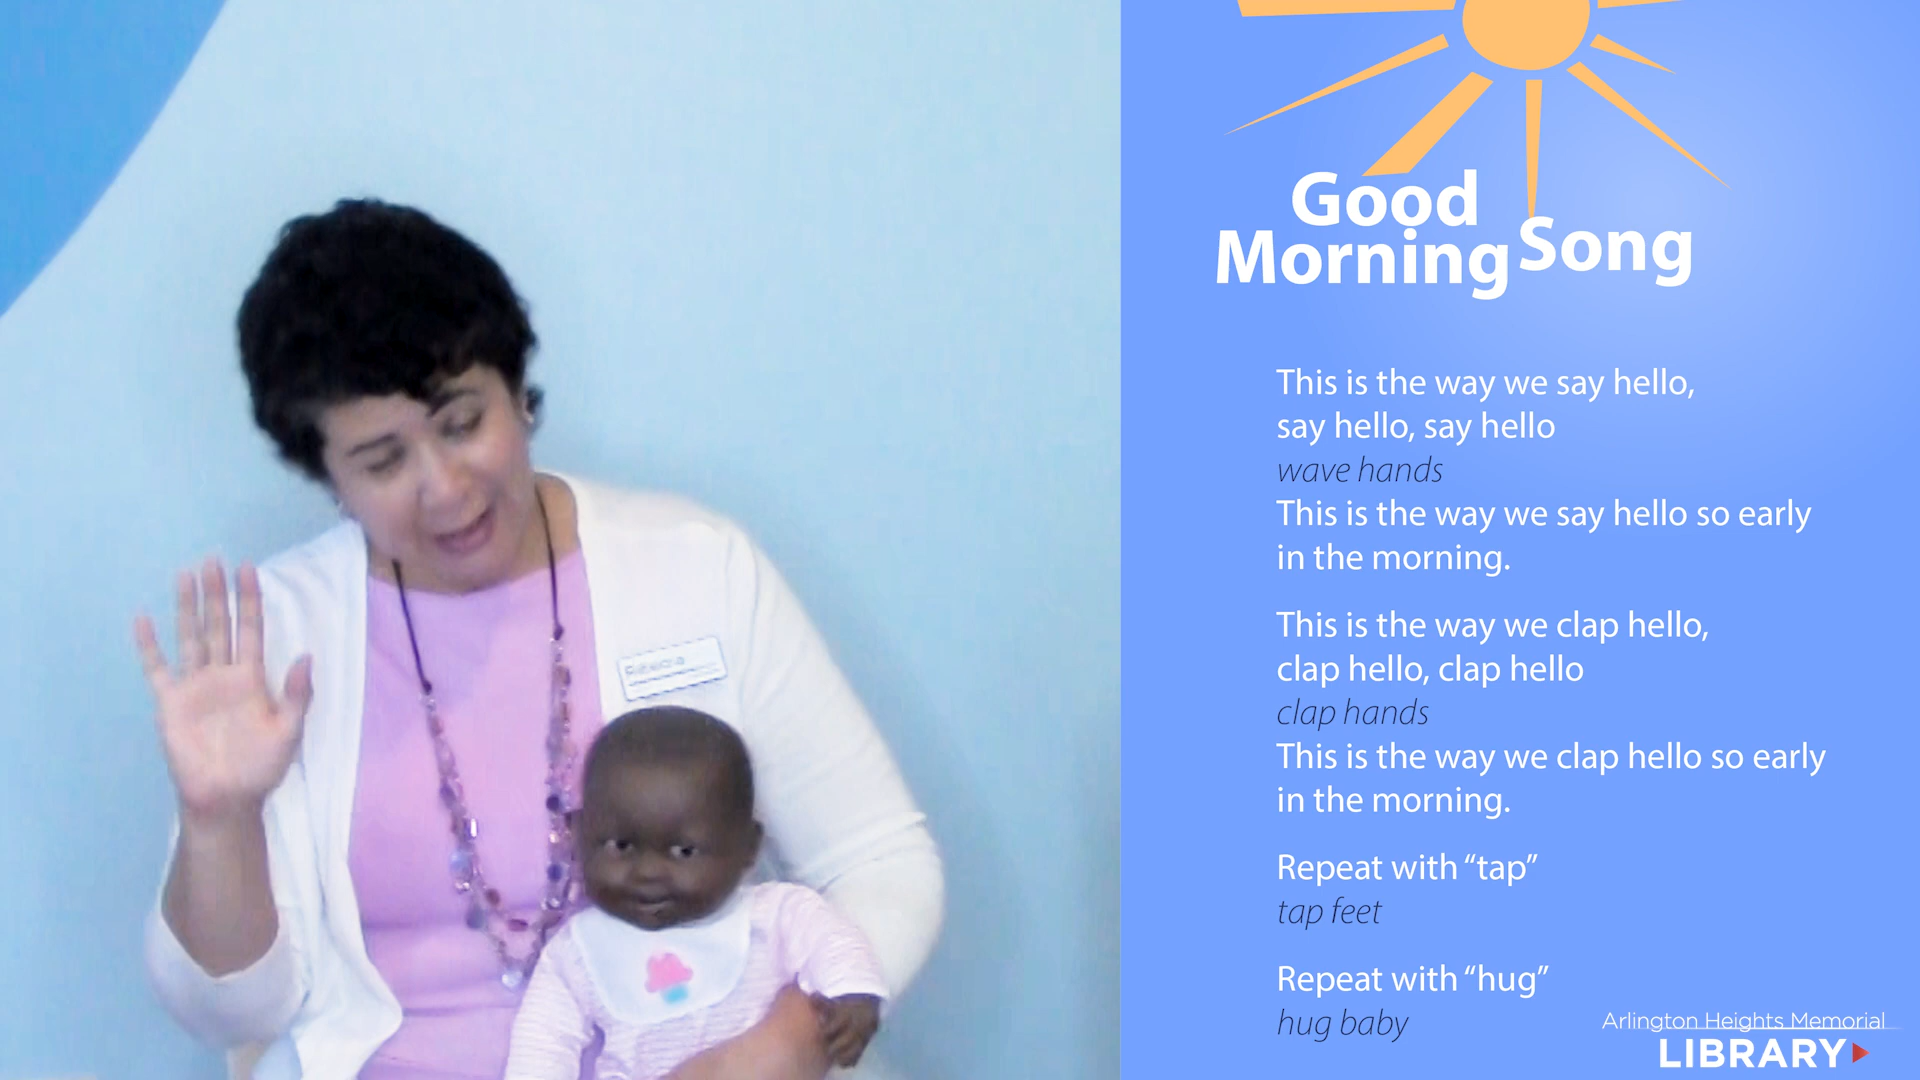 Good
Morning Song
This is the way we say hello,
say hello, say hello
wave hands
This is the way we say hello so early
in the morning.
This is the way we clap hello,
clap hello, clap hello
clap hands
This is the way we clap hello so early
in the morning.
Repeat with “tap”
tap feet
Repeat with “hug”
hug baby
Arlington Heights Memorial
LIBRARY